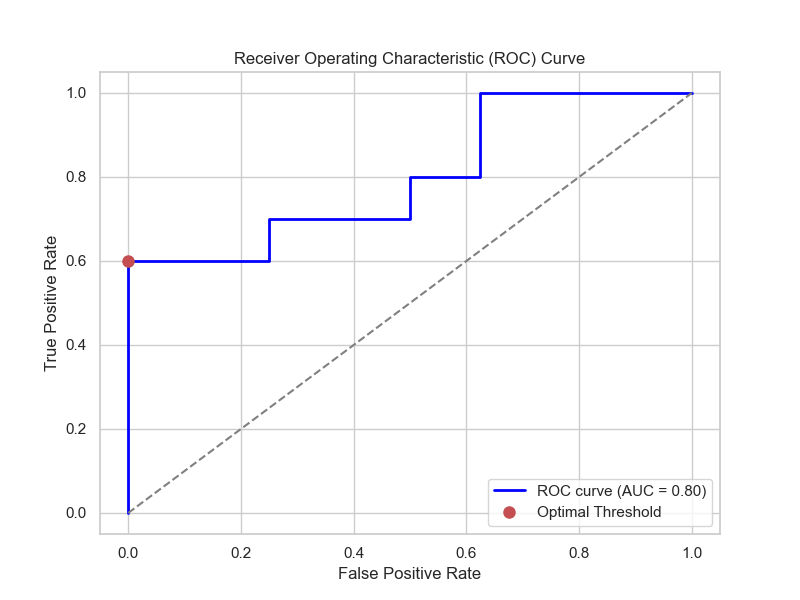 Receiver Operating Characteristic (ROC) Curve
True Positive Rate
1.0
0.8
0.6
0.4
0.2
0.0
ROC curve (AUC = 0.80)
Optimal Threshold
0.0 0.2 0.4 0.6 0.8 1.0
False Positive Rate